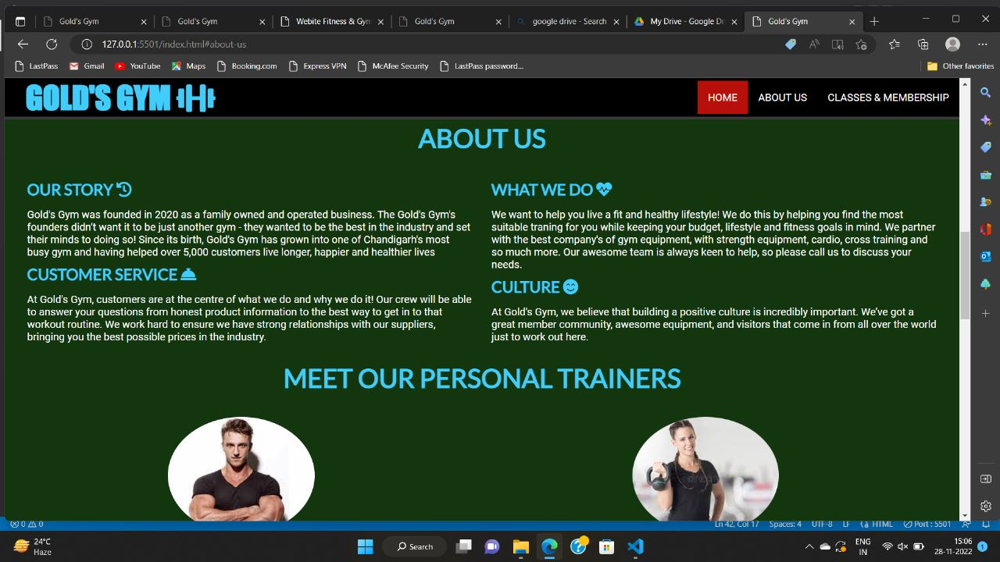 Gold's Gym
Gold's Gym
Webite Fitness & Gym
Gold's Gym
google drive - Search
My Drive - Google Dr
Gold's Gym
127.0.0.1:5501/index.html#about-us
LastPass
Gmail
YouTube
Maps
Booking.com
Express VPN
McAfee Security
LastPass password...
Other favorites
GOLD'S GYM
HOME
ABOUT US
CLASSES & MEMBERSHIP
ABOUT US
OUR STORY
Gold's Gym was founded in 2020 as a family owned and operated business. The Gold's Gym's
founders didn’t want it to be just another gym - they wanted to be the best in the industry and set
their minds to doing so! Since its birth, Gold's Gym has grown into one of Chandigarh's most
busy gym and having helped over 5,000 customers live longer, happier and healthier lives
CUSTOMER SERVICE
At Gold's Gym, customers are at the centre of what we do and why we do it! Our crew will be able
to answer your questions from honest product information to the best way to get in to that
workout routine. We work hard to ensure we have strong relationships with our suppliers,
bringing you the best possible prices in the industry.
WHAT WE DO
We want to help you live a fit and healthy lifestyle! We do this by helping you find the most
suitable traning for you while keeping your budget, lifestyle and fitness goals in mind. We partner
with the best company's of gym equipment, with strength equipment, cardio, cross training and
so much more. Our awesome team is always keen to help, so please call us to discuss your
needs.
CULTURE
At Gold's Gym, we believe that building a positive culture is incredibly important. We’ve got a
great member community, awesome equipment, and visitors that come in from all over the world
just to work out here.
MEET OUR PERSONAL TRAINERS
0 0
Ln 42, Col 17
Spaces: 4
UTF-8
LF
HTML
Port : 5501
24°C
Haze
Search
ENG
IN
15:06
28-11-2022
1